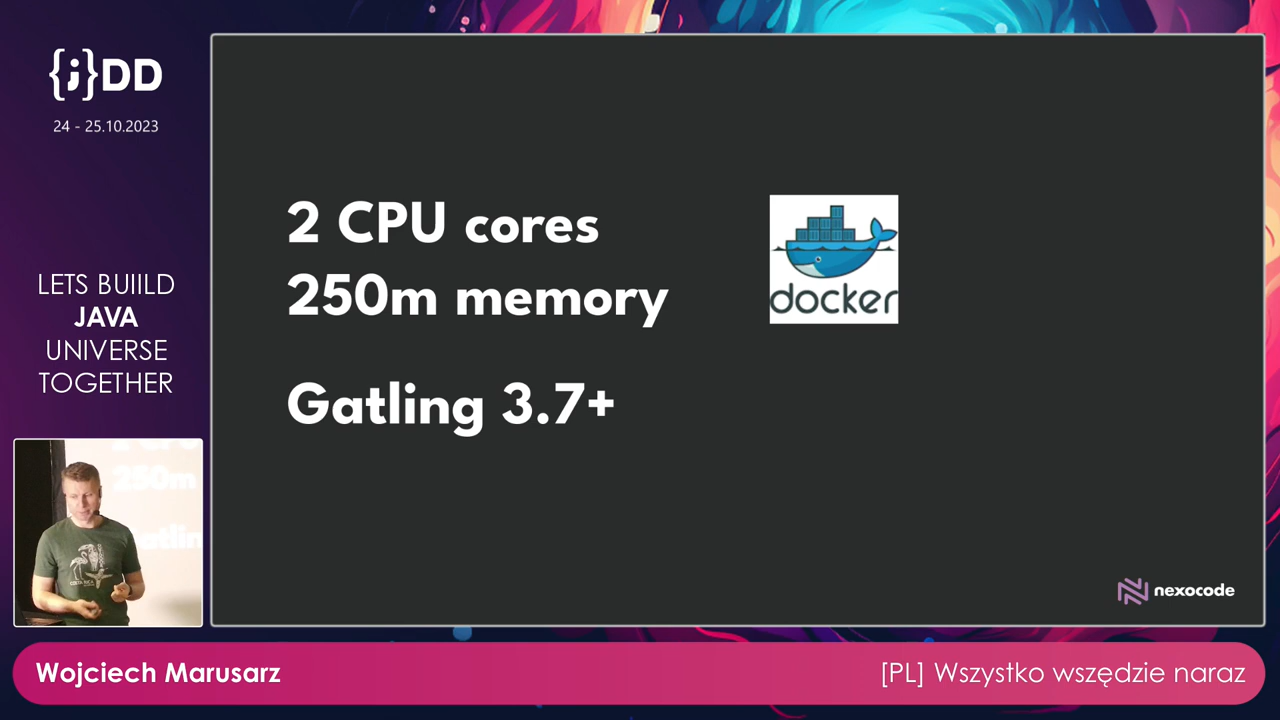 {j}DD
24 - 25.10.2023
LETS BUIILD
JAVA
UNIVERSE
TOGETHER
2 CPU cores
250m memory
Gatling 3.7+
docker
nexocode
250m
Wojciech Marusarz
[PL] Wszystko wszędzie naraz